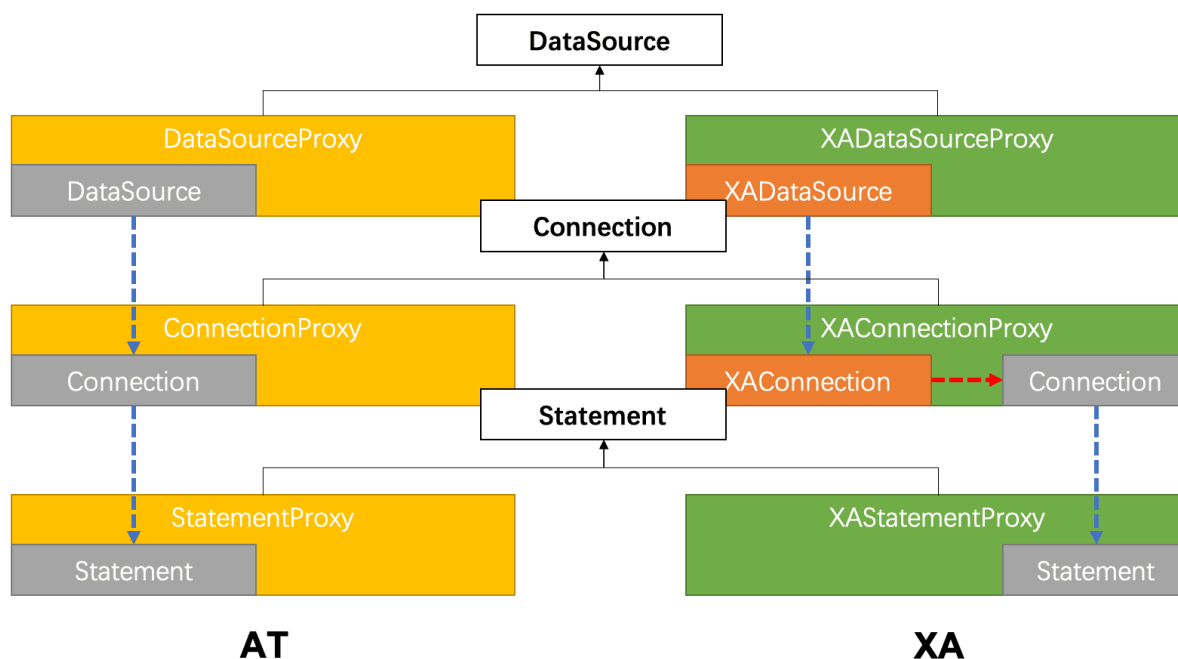 DataSource
DataSourceProxy
XADataSourceProxy
DataSource
XADataSource
Connection
ConnectionProxy
XAConnectionProxy
Connection
XAConnection
Connection
Statement
StatementProxy
XAStatementProxy
Statement
Statement
AT
XA